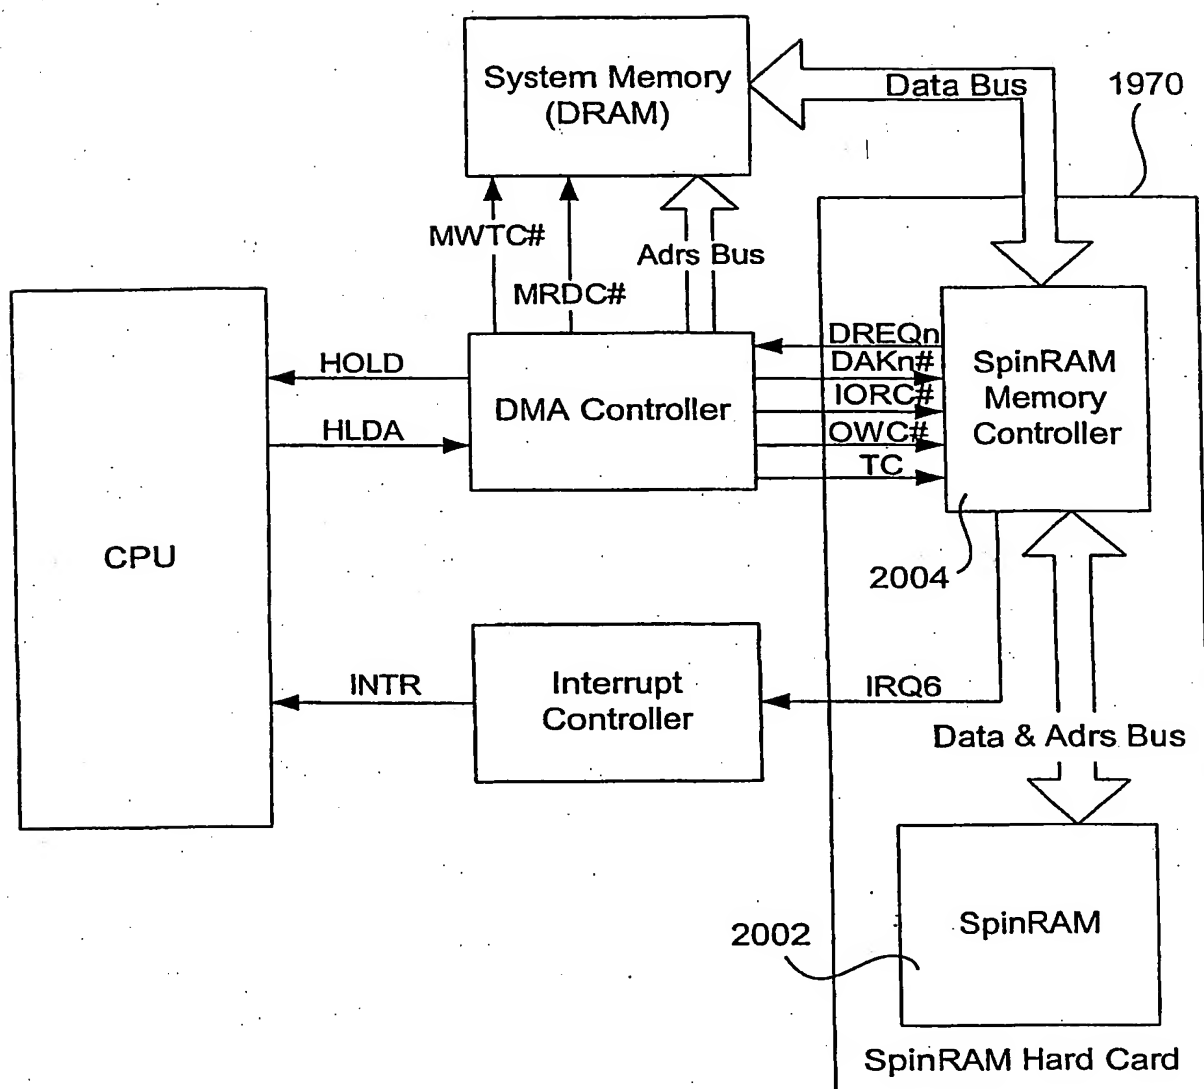 System Memory
(DRAM)
Data Bus
1970
MWTC#
MRDC#
Adrs Bus
HOLD
HLDA
DMA Controller
DREQn
DAKn#
IORC#
OWC#
TC
SpinRAM
Memory
Controller
CPU
2004
INTR
Interrupt
Controller
IRQ6
Data & Adrs Bus
2002
SpinRAM
SpinRAM Hard Card